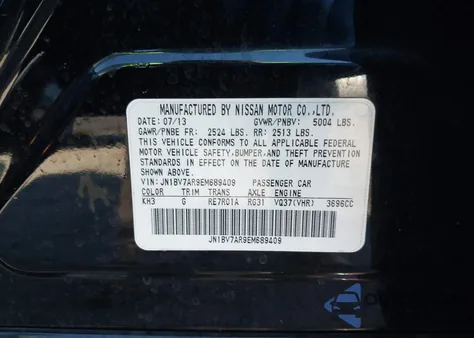 MANUFACTURED BY NISSAN MOTOR CO.,LTD.
DATE: 07/13 GVWR/PNBV: 5004 LBS.
GAWR/PNBE FR: 2524 LBS. RR: 2513 LBS.
THIS VEHICLE CONFORMS TO ALL APPLICABLE FEDERAL
MOTOR VEHICLE SAFETY, BUMPER, AND THEFT PREVENTION
STANDARDS IN EFFECT ON THE DATE OF MANUFACTURE
SHOWN ABOVE.
VIN: JN1BV7AR9EM689409 PASSENGER CAR
COLOR TRIM TRANS AXLE ENGINE
KH3 G RE7R01A RG31 VQ37(VHR) 3696CC
JN1BV7AR9EM689409